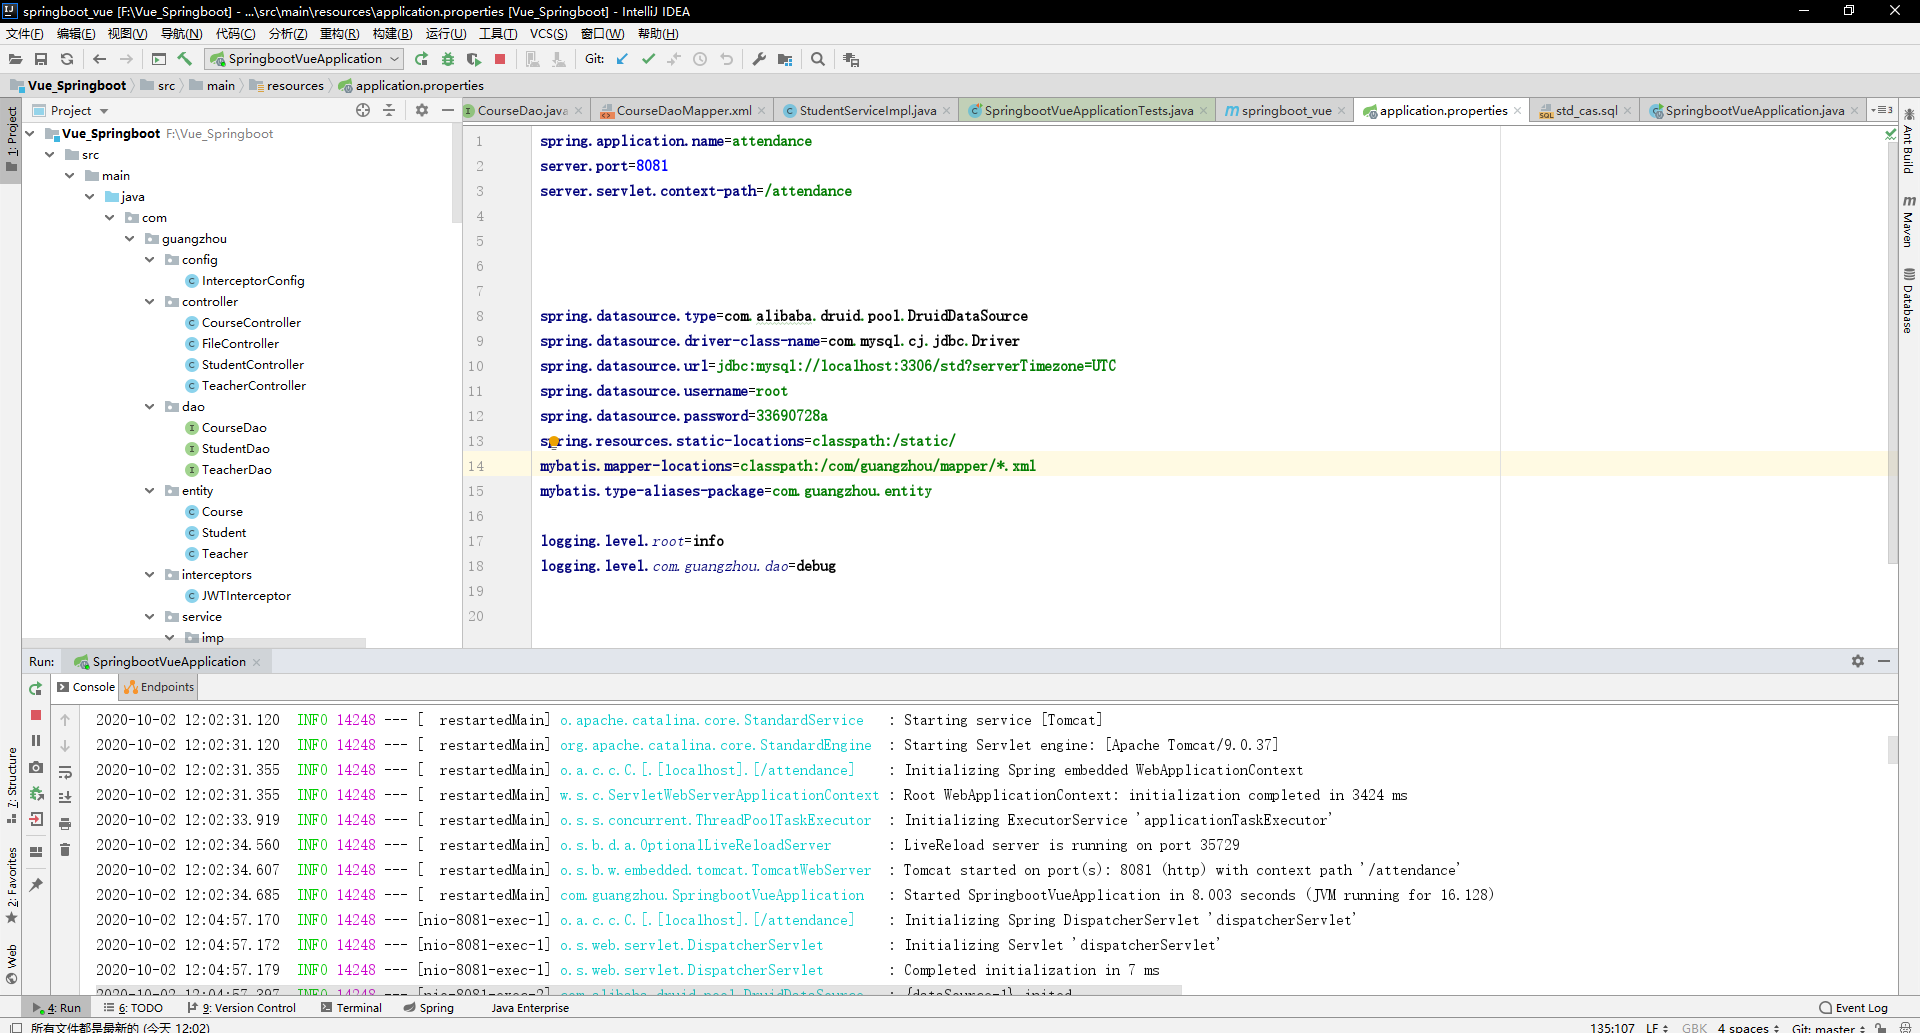 springboot_vue [F:\Vue_Springboot] - ...\src\main\resources\application.properties [Vue_Springboot] - IntelliJ IDEA
文件(F) 编辑(E) 视图(V) 导航(N) 代码(C) 分析(Z) 重构(R) 构建(B) 运行(U) 工具(T) VCS(S) 窗口(W) 帮助(H)
SpringbootVueApplication Git:
Vue_Springboot src main resources application.properties
Project CourseDao.java CourseDaoMapper.xml StudentServiceImpl.java SpringbootVueApplicationTests.java springboot_vue application.properties std_cas.sql SpringbootVueApplication.java 3
1: Project
Vue_Springboot F:\Vue_Springboot
src
main
java
com
guangzhou
config
InterceptorConfig
controller
CourseController
FileController
StudentController
TeacherController
dao
CourseDao
StudentDao
TeacherDao
entity
Course
Student
Teacher
interceptors
JWTInterceptor
service
imp
1 spring.application.name=attendance
2 server.port=8081
3 server.servlet.context-path=/attendance
4
5
6
7
8 spring.datasource.type=com.alibaba.druid.pool.DruidDataSource
9 spring.datasource.driver-class-name=com.mysql.cj.jdbc.Driver
10 spring.datasource.url=jdbc:mysql://localhost:3306/std?serverTimezone=UTC
11 spring.datasource.username=root
12 spring.datasource.password=33690728a
13 spring.resources.static-locations=classpath:/static/
14 mybatis.mapper-locations=classpath:/com/guangzhou/mapper/*.xml
15 mybatis.type-aliases-package=com.guangzhou.entity
16
17 logging.level.root=info
18 logging.level.com.guangzhou.dao=debug
19
20
Ant Build
Maven
Database
Run: SpringbootVueApplication
Console Endpoints
2020-10-02 12:02:31.120 INFO 14248 --- [ restartedMain] o.apache.catalina.core.StandardService : Starting service [Tomcat]
2020-10-02 12:02:31.120 INFO 14248 --- [ restartedMain] org.apache.catalina.core.StandardEngine : Starting Servlet engine: [Apache Tomcat/9.0.37]
2020-10-02 12:02:31.355 INFO 14248 --- [ restartedMain] o.a.c.c.C.[.[localhost].[/attendance] : Initializing Spring embedded WebApplicationContext
2020-10-02 12:02:31.355 INFO 14248 --- [ restartedMain] w.s.c.ServletWebServerApplicationContext : Root WebApplicationContext: initialization completed in 3424 ms
2020-10-02 12:02:33.919 INFO 14248 --- [ restartedMain] o.s.s.concurrent.ThreadPoolTaskExecutor : Initializing ExecutorService 'applicationTaskExecutor'
2020-10-02 12:02:34.560 INFO 14248 --- [ restartedMain] o.s.b.d.a.OptionalLiveReloadServer : LiveReload server is running on port 35729
2020-10-02 12:02:34.607 INFO 14248 --- [ restartedMain] o.s.b.w.embedded.tomcat.TomcatWebServer : Tomcat started on port(s): 8081 (http) with context path '/attendance'
2020-10-02 12:02:34.685 INFO 14248 --- [ restartedMain] com.guangzhou.SpringbootVueApplication : Started SpringbootVueApplication in 8.003 seconds (JVM running for 16.128)
2020-10-02 12:04:57.170 INFO 14248 --- [nio-8081-exec-1] o.a.c.c.C.[.[localhost].[/attendance] : Initializing Spring DispatcherServlet 'dispatcherServlet'
2020-10-02 12:04:57.172 INFO 14248 --- [nio-8081-exec-1] o.s.web.servlet.DispatcherServlet : Initializing Servlet 'dispatcherServlet'
2020-10-02 12:04:57.179 INFO 14248 --- [nio-8081-exec-1] o.s.web.servlet.DispatcherServlet : Completed initialization in 7 ms
2020-10-02 12:04:57.397 INFO 14248 --- [nio-8081-exec-2] com.alibaba.druid.pool.DruidDataSource : {dataSource-1} inited
7: Structure
2: Favorites
Web
4: Run 6: TODO 9: Version Control Terminal Spring Java Enterprise Event Log
所有文件都是最新的 (今天 12:02) 135:107 LF GBK 4 spaces Git: master